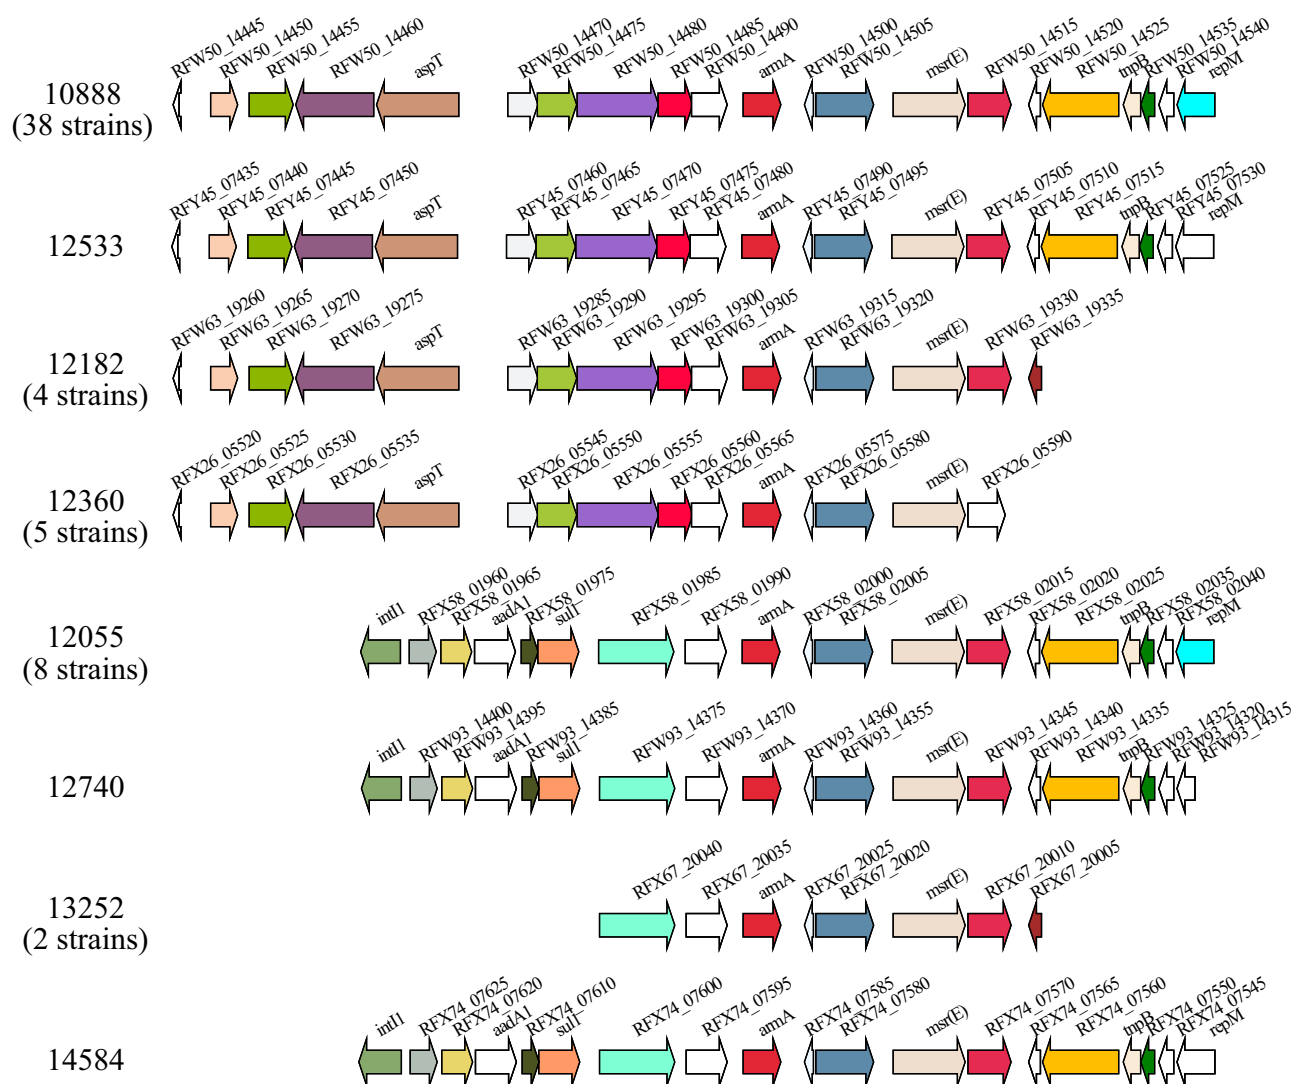 10888
(38 strains)
RFW50_14445 RFW50_14450 RFW50_14455 RFW50_14460 aspT RFW50_14470 RFW50_14475 RFW50_14480 RFW50_14485 RFW50_14490 armA RFW50_14500 RFW50_14505 msr(E) RFW50_14515 RFW50_14520 RFW50_14525 tnpB RFW50_14535 RFW50_14540 repM
12533
RFY45_07435 RFY45_07440 RFY45_07445 RFY45_07450 aspT RFY45_07460 RFY45_07465 RFY45_07470 RFY45_07475 RFY45_07480 armA RFY45_07490 RFY45_07495 msr(E) RFY45_07505 RFY45_07510 RFY45_07515 tnpB RFY45_07525 RFY45_07530 repM
12182
(4 strains)
RFW63_19260 RFW63_19265 RFW63_19270 RFW63_19275 aspT RFW63_19285 RFW63_19290 RFW63_19295 RFW63_19300 RFW63_19305 armA RFW63_19315 RFW63_19320 msr(E) RFW63_19330 RFW63_19335
12360
(5 strains)
RFX26_05520 RFX26_05525 RFX26_05530 RFX26_05535 aspT RFX26_05545 RFX26_05550 RFX26_05555 RFX26_05560 RFX26_05565 armA RFX26_05575 RFX26_05580 msr(E) RFX26_05590
12055
(8 strains)
intI1 RFX58_01960 RFX58_01965 aadA1 RFX58_01975 sul1 RFX58_01985 RFX58_01990 armA RFX58_02000 RFX58_02005 msr(E) RFX58_02015 RFX58_02020 RFX58_02025 tnpB RFX58_02035 RFX58_02040 repM
12740
intI1 RFW93_14400 RFW93_14395 aadA1 RFW93_14385 sul1 RFW93_14375 RFW93_14370 armA RFW93_14360 RFW93_14355 msr(E) RFW93_14345 RFW93_14340 RFW93_14335 tnpB RFW93_14325 RFW93_14320 RFW93_14315
13252
(2 strains)
RFX67_20040 RFX67_20035 armA RFX67_20025 RFX67_20020 msr(E) RFX67_20010 RFX67_20005
14584
intI1 RFX74_07625 RFX74_07620 aadA1 RFX74_07610 sul1 RFX74_07600 RFX74_07595 armA RFX74_07585 RFX74_07580 msr(E) RFX74_07570 RFX74_07565 RFX74_07560 tnpB RFX74_07550 RFX74_07545 repM